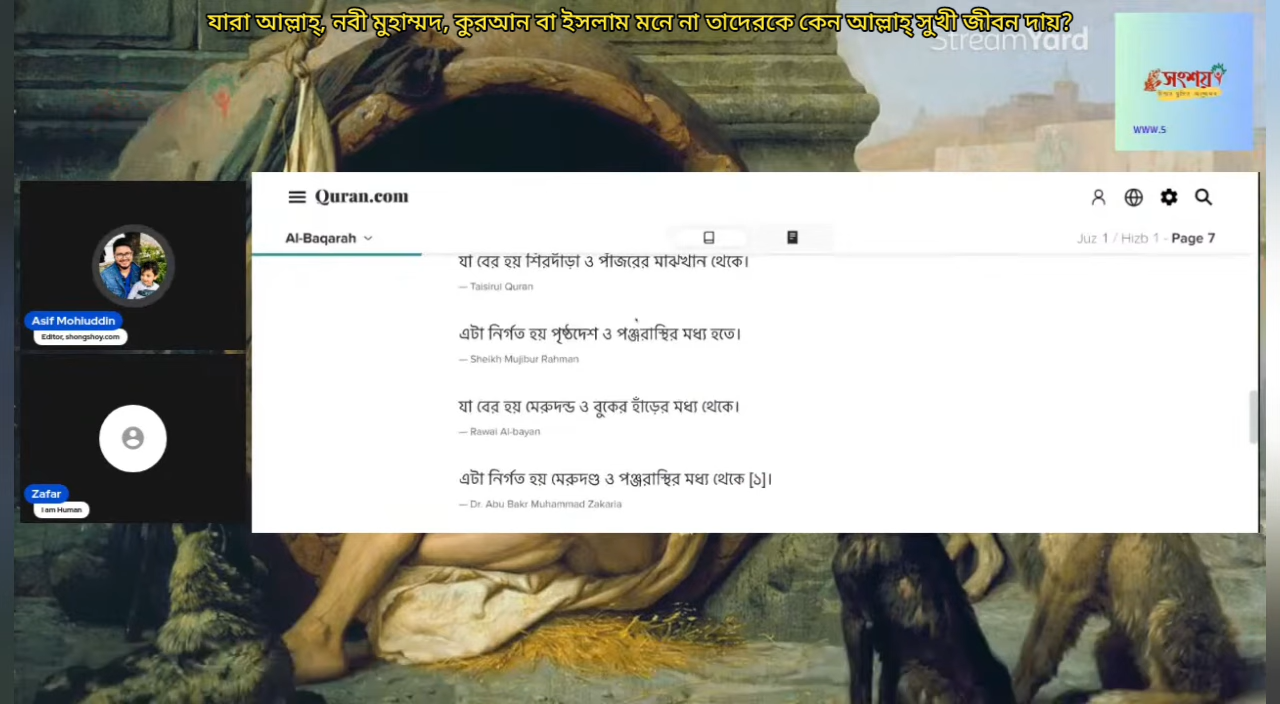 যারা আল্লাহ্, নবী মুহাম্মদ, কুরআন বা ইসলাম মনে না তাদেরকে কেন আল্লাহ্ সুখী জীবন দায়?
StreamYard
সংশয়
WWW.S
Quran.com
Al-Baqarah
Juz 1 / Hizb 1 - Page 7
যা বের হয় শিরদাঁড়া ও পাঁজরের মাঝখান থেকে।
— Taisirul Quran
এটা নির্গত হয় পৃষ্ঠদেশ ও পঞ্জরাস্থির মধ্য হতে।
— Sheikh Mujibur Rahman
যা বের হয় মেরুদন্ড ও বুকের হাঁড়ের মধ্য থেকে।
— Rawai Al-bayan
এটা নির্গত হয় মেরুদণ্ড ও পঞ্জরাস্থির মধ্য থেকে [১]।
— Dr. Abu Bakr Muhammad Zakaria
Asif Mohiuddin
Editor, shongshoy.com
Zafar
I am Human